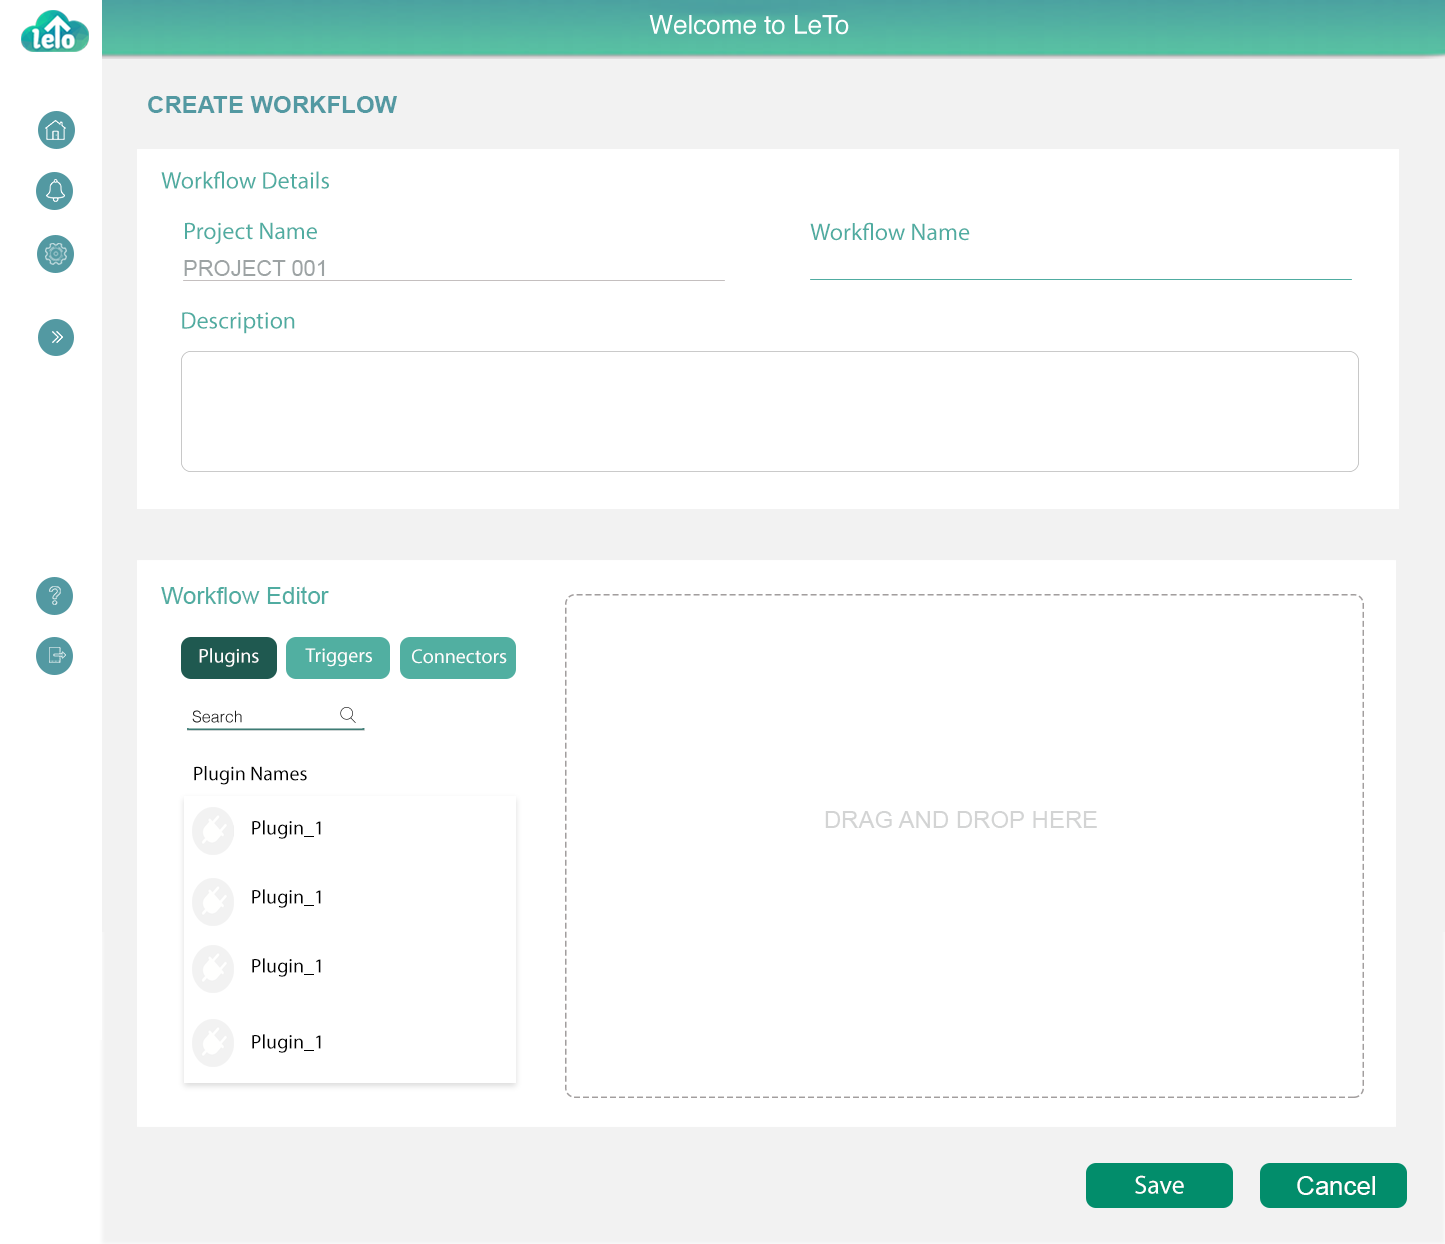 leTo
Welcome to LeTo
CREATE WORKFLOW
Workflow Details
Project Name
PROJECT 001
Workflow Name
Description
Workflow Editor
Plugins
Triggers
Connectors
Search
Plugin Names
Plugin_1
Plugin_1
Plugin_1
Plugin_1
DRAG AND DROP HERE
Save
Cancel